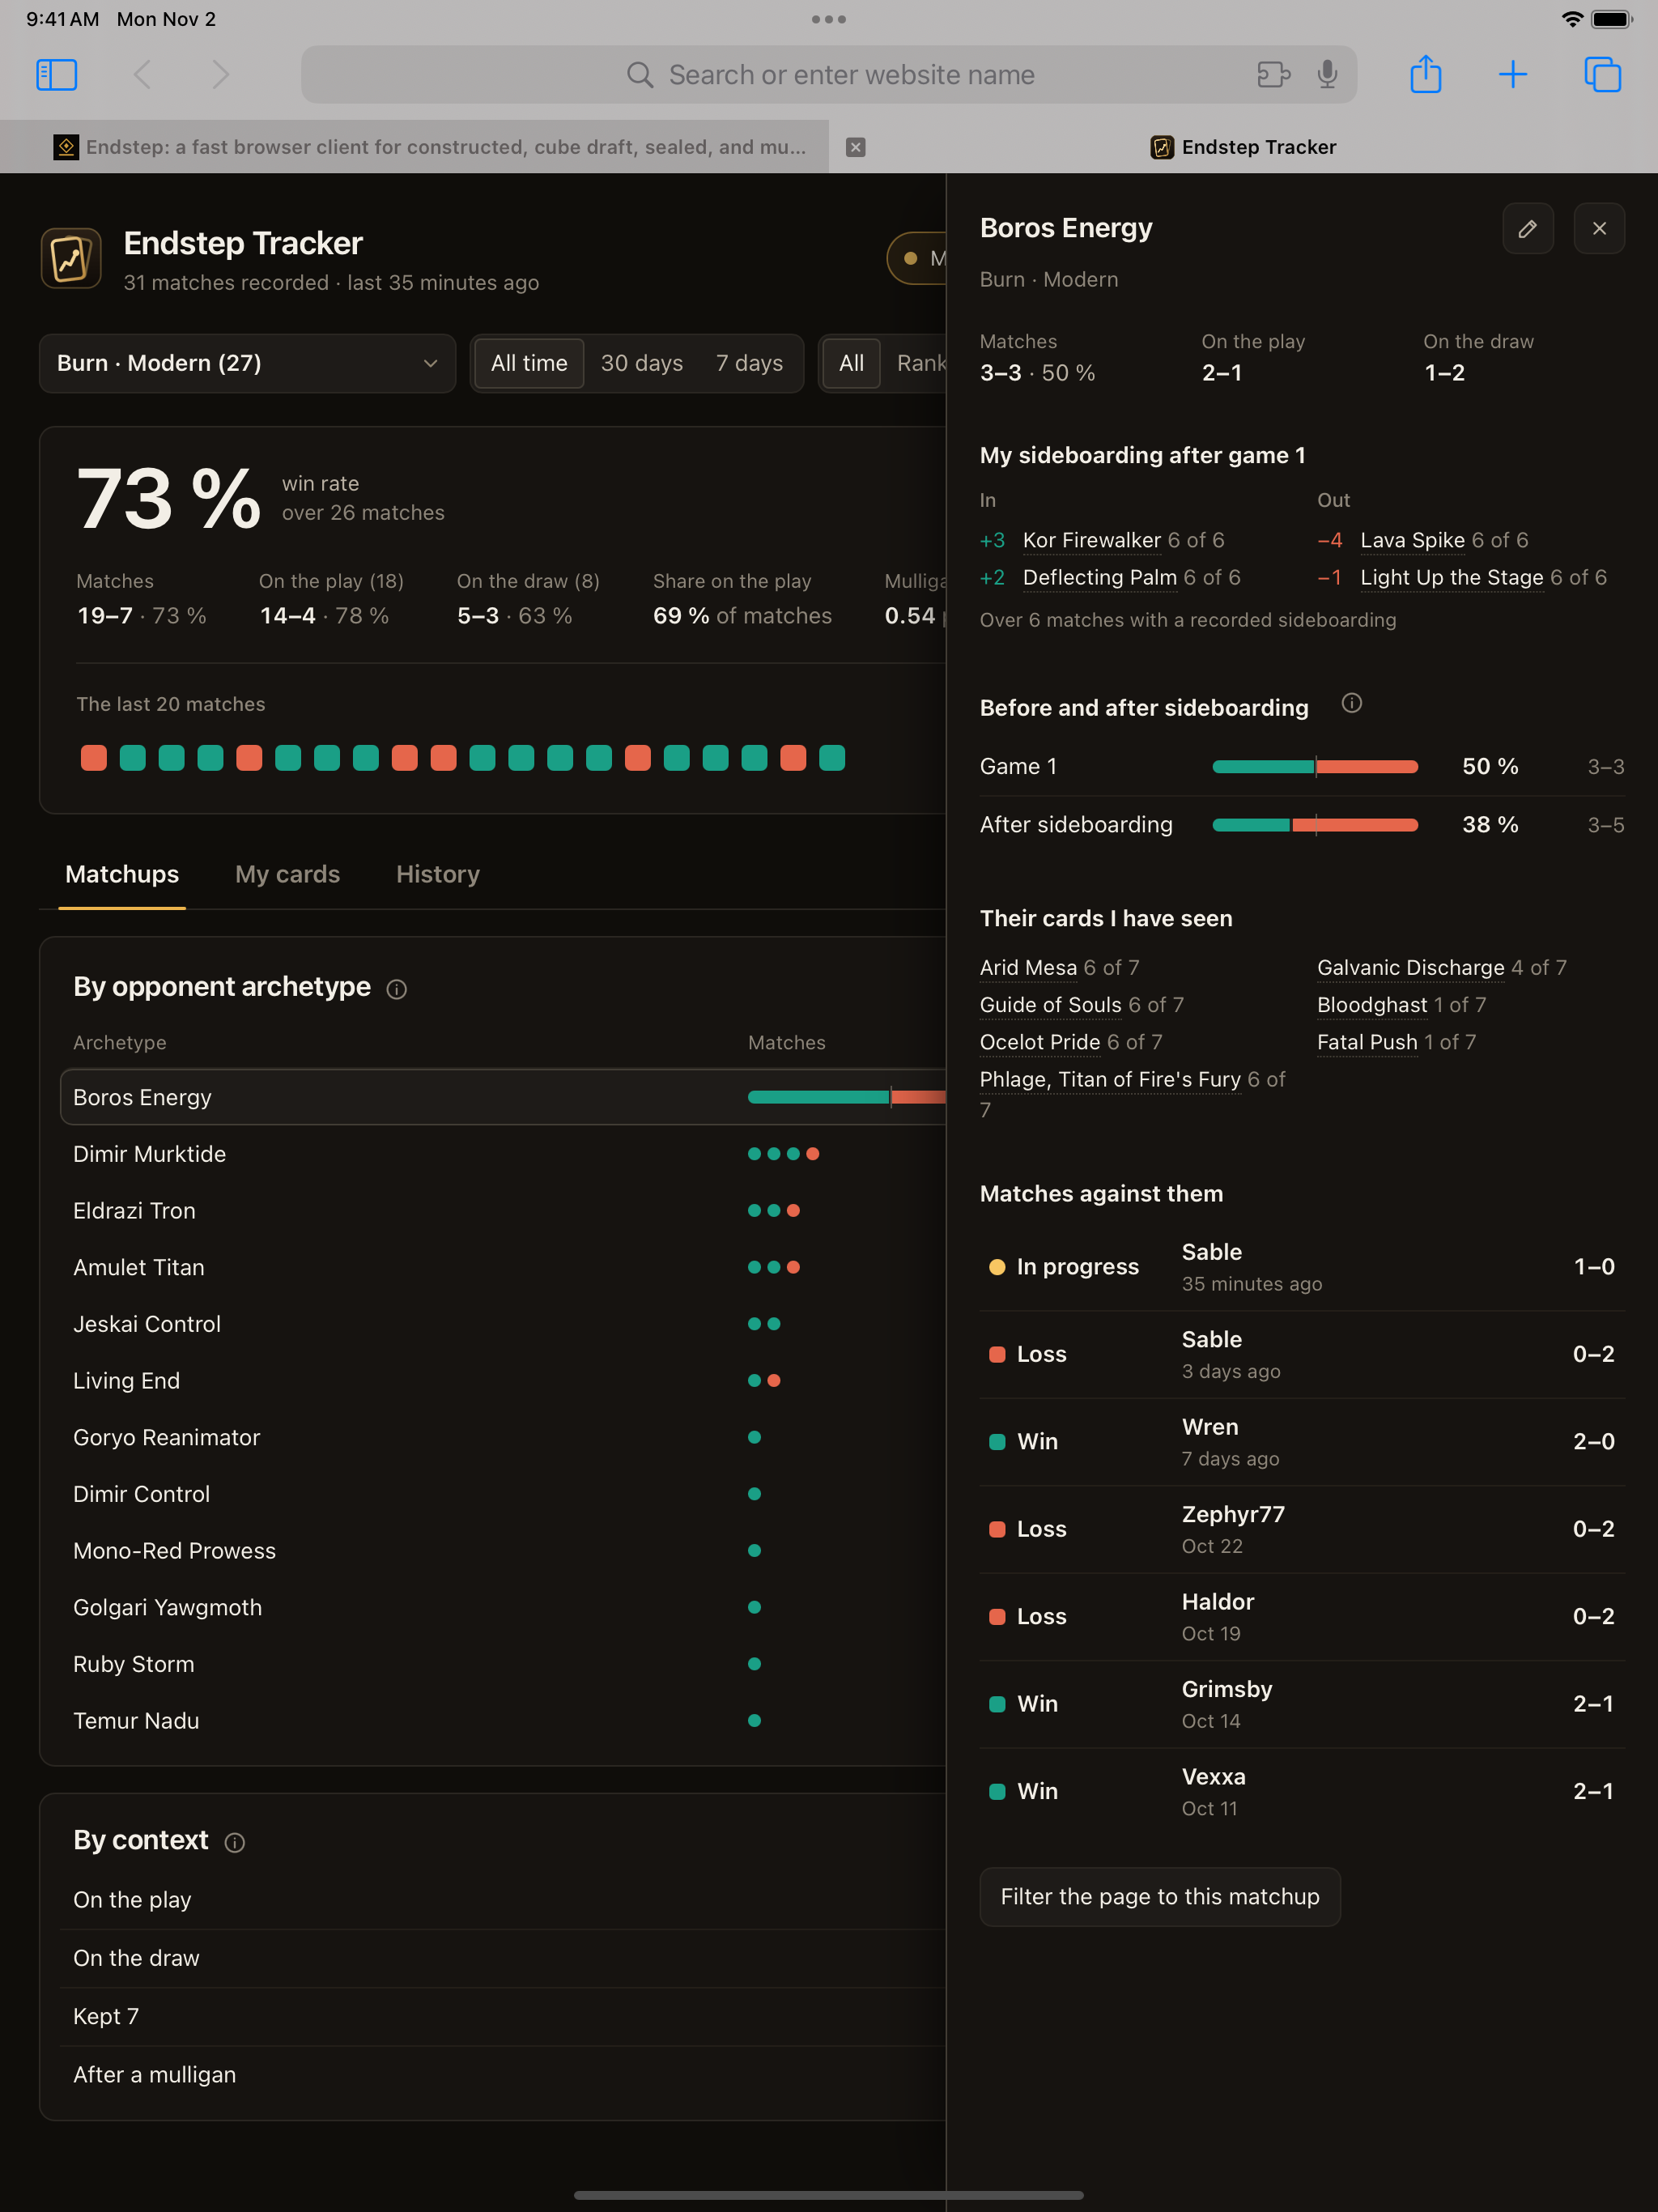 9:41 AM Mon Nov 2
Search or enter website name
Endstep: a fast browser client for constructed, cube draft, sealed, and mu...
Endstep Tracker
Endstep Tracker
31 matches recorded · last 35 minutes ago
M
Burn · Modern (27)
All time 30 days 7 days
All Rank
73 % win rate
over 26 matches
Matches On the play (18) On the draw (8) Share on the play Mulliga
19–7 · 73 % 14–4 · 78 % 5–3 · 63 % 69 % of matches 0.54
The last 20 matches
Matchups My cards History
By opponent archetype
Archetype Matches
Boros Energy
Dimir Murktide
Eldrazi Tron
Amulet Titan
Jeskai Control
Living End
Goryo Reanimator
Dimir Control
Mono-Red Prowess
Golgari Yawgmoth
Ruby Storm
Temur Nadu
By context
On the play
On the draw
Kept 7
After a mulligan
Boros Energy
Burn · Modern
Matches On the play On the draw
3–3 · 50 % 2–1 1–2
My sideboarding after game 1
In Out
+3 Kor Firewalker 6 of 6 −4 Lava Spike 6 of 6
+2 Deflecting Palm 6 of 6 −1 Light Up the Stage 6 of 6
Over 6 matches with a recorded sideboarding
Before and after sideboarding
Game 1 50 % 3–3
After sideboarding 38 % 3–5
Their cards I have seen
Arid Mesa 6 of 7 Galvanic Discharge 4 of 7
Guide of Souls 6 of 7 Bloodghast 1 of 7
Ocelot Pride 6 of 7 Fatal Push 1 of 7
Phlage, Titan of Fire's Fury 6 of
7
Matches against them
In progress Sable 1–0
35 minutes ago
Loss Sable 0–2
3 days ago
Win Wren 2–0
7 days ago
Loss Zephyr77 0–2
Oct 22
Loss Haldor 0–2
Oct 19
Win Grimsby 2–1
Oct 14
Win Vexxa 2–1
Oct 11
Filter the page to this matchup